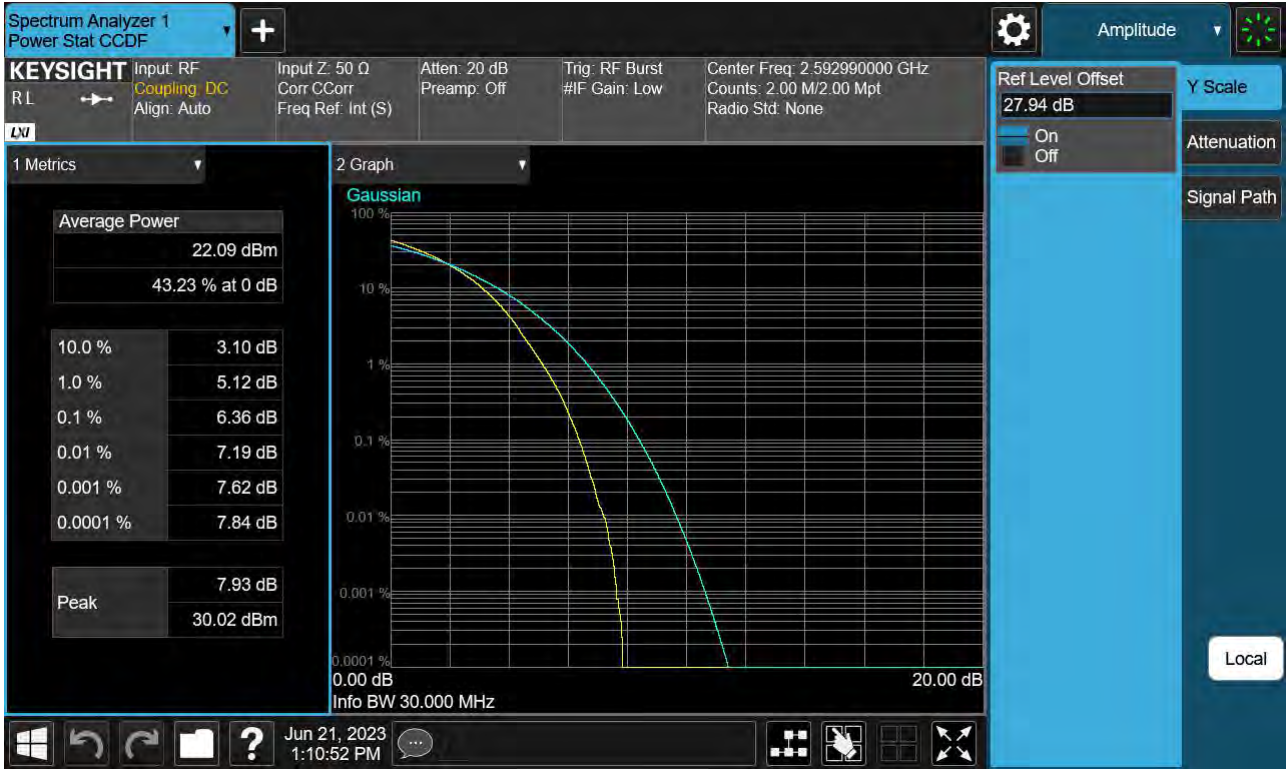 Spectrum Analyzer 1
Power Stat CCDF
Amplitude
KEYSIGHT
RL
LXI
Input: RF
Coupling: DC
Align: Auto
Input Z: 50 Ω
Corr CCorr
Freq Ref: Int (S)
Atten: 20 dB
Preamp: Off
Trig: RF Burst
#IF Gain: Low
Center Freq: 2.592990000 GHz
Counts: 2.00 M/2.00 Mpt
Radio Std: None
Ref Level Offset
27.94 dB
On
Off
Y Scale
Attenuation
Signal Path
Local
1 Metrics
Average Power
22.09 dBm
43.23 % at 0 dB
10.0 % 3.10 dB
1.0 % 5.12 dB
0.1 % 6.36 dB
0.01 % 7.19 dB
0.001 % 7.62 dB
0.0001 % 7.84 dB
Peak
7.93 dB
30.02 dBm
2 Graph
Gaussian
100 %
10 %
1 %
0.1 %
0.01 %
0.001 %
0.0001 %
0.00 dB 20.00 dB
Info BW 30.000 MHz
Jun 21, 2023
1:10:52 PM